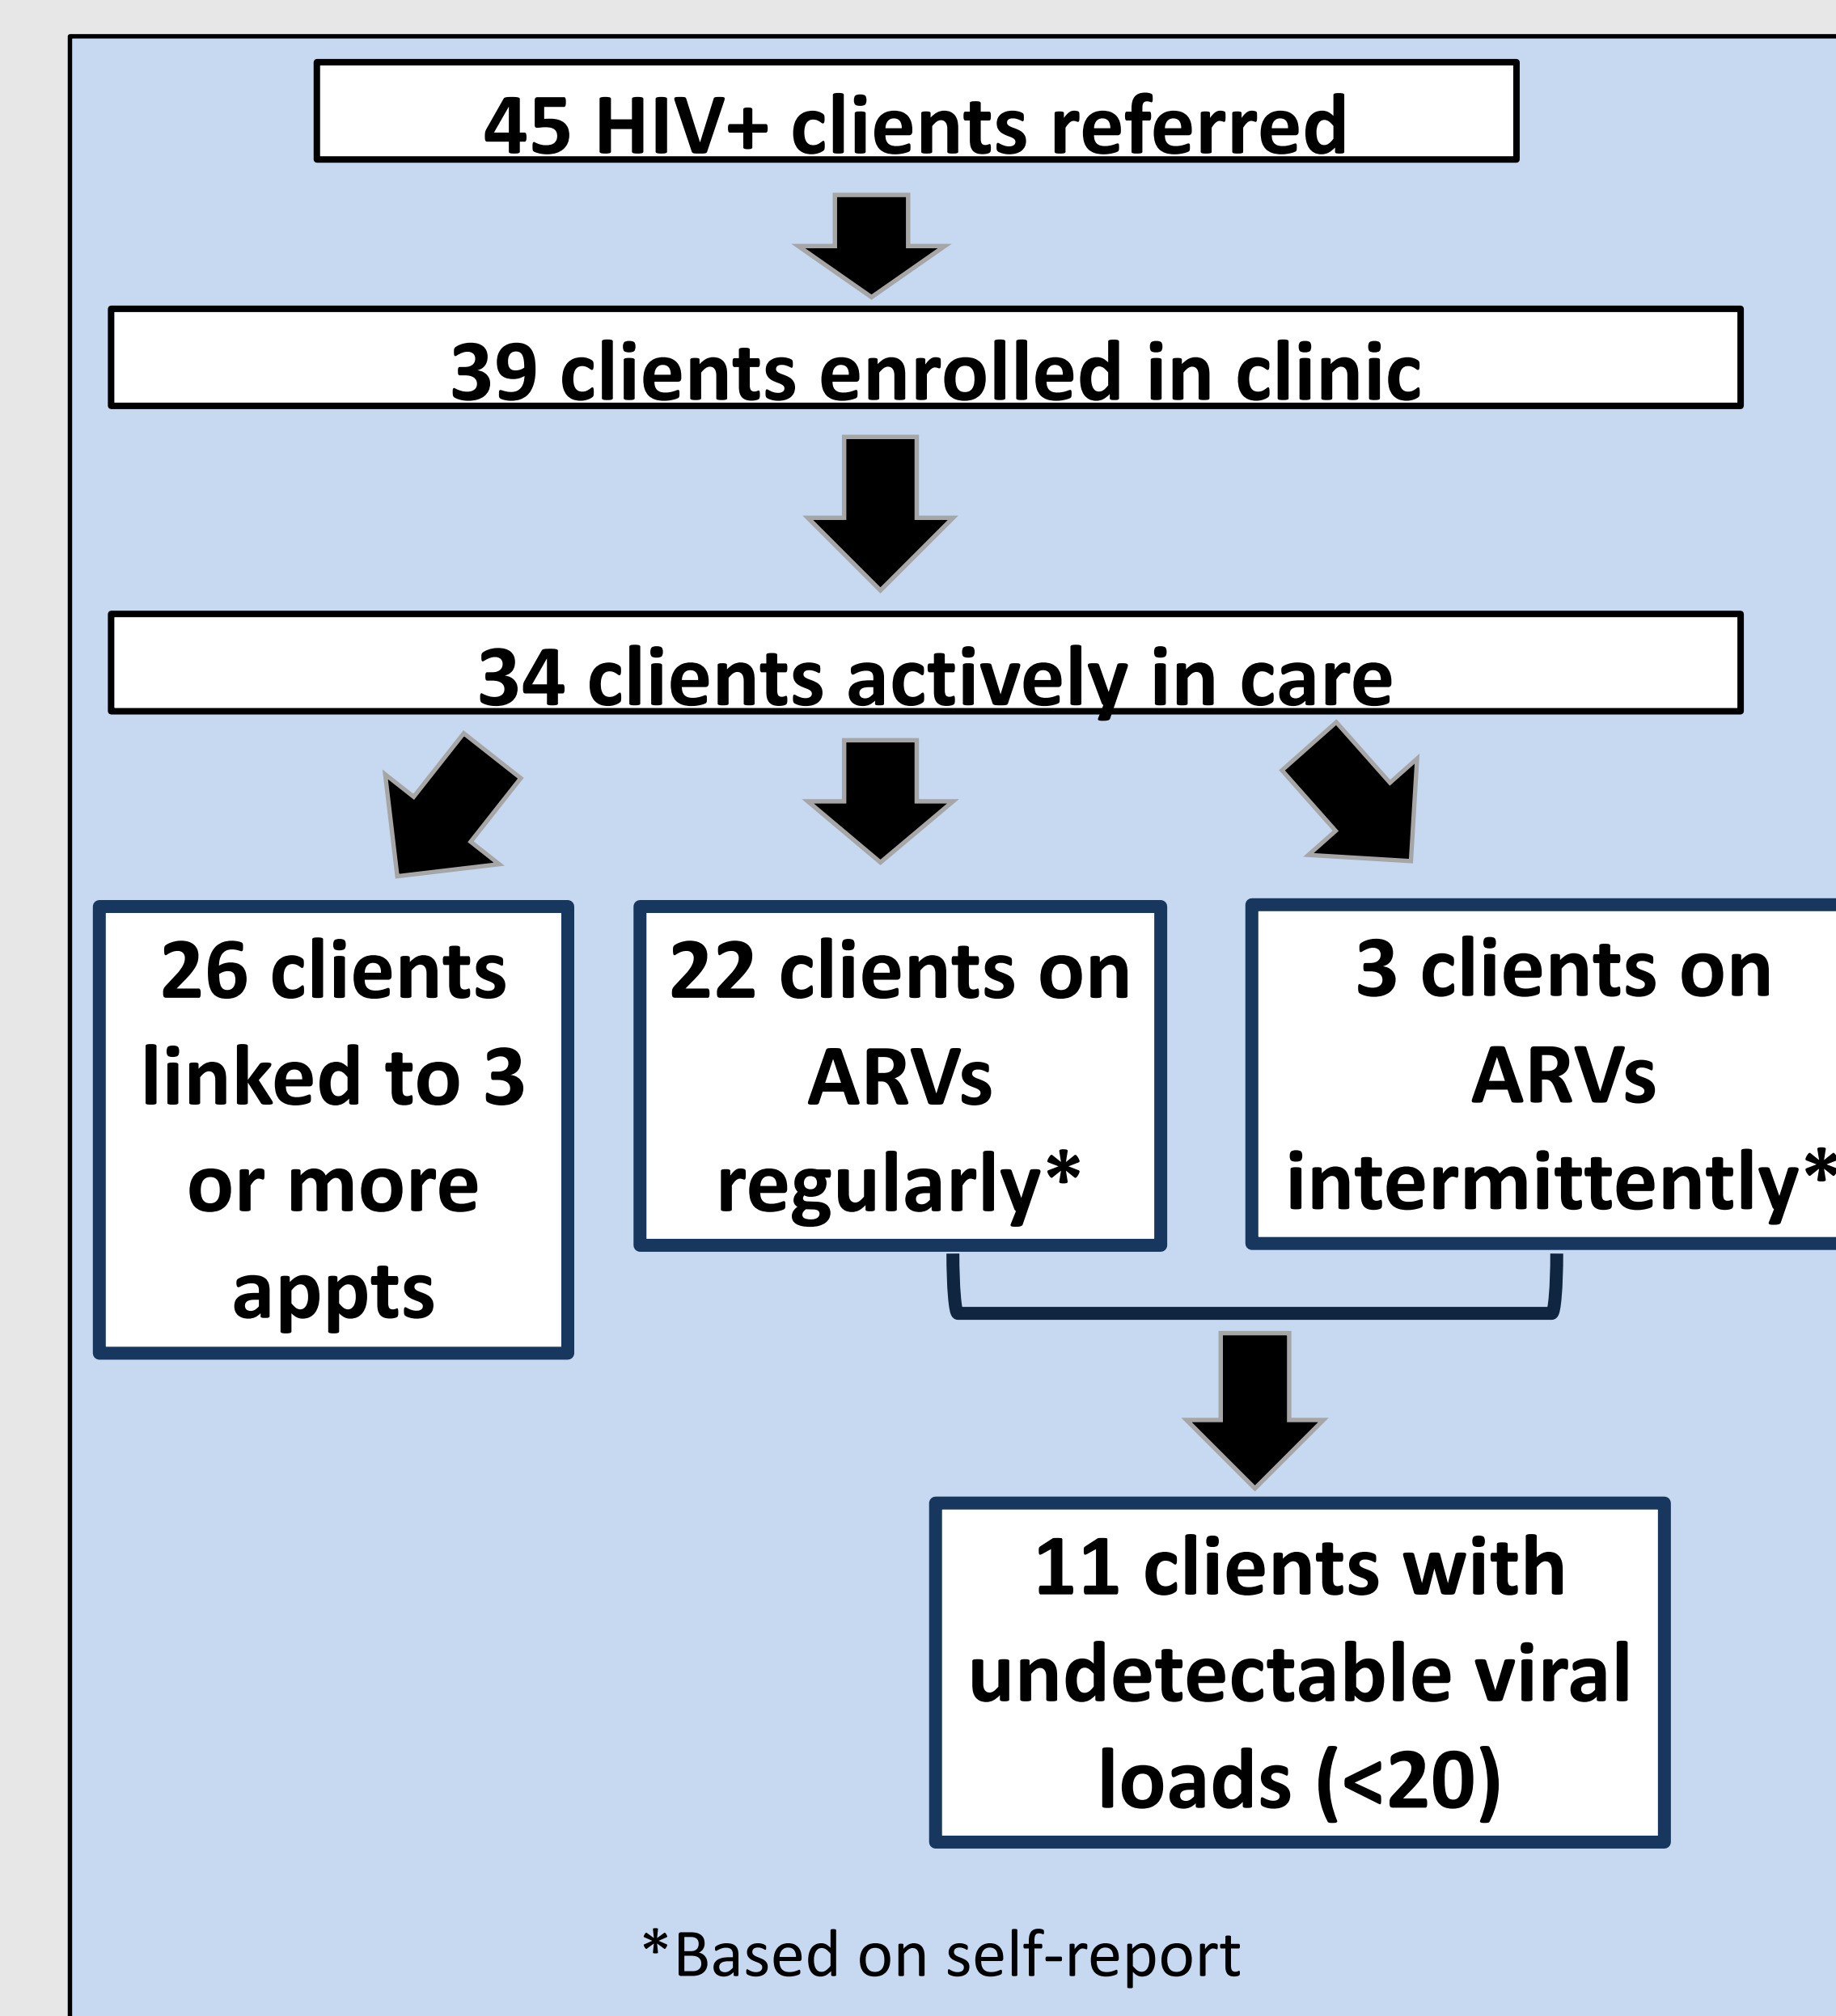 45 HIV+ clients referred
39 clients enrolled in clinic
34 clients actively in care
26 clients
linked to 3
or more
appts
22 clients on
ARVs
regularly*
3 clients on
ARVs
intermittently*
11 clients with
undetectable viral
loads (<20)
*Based on self-report